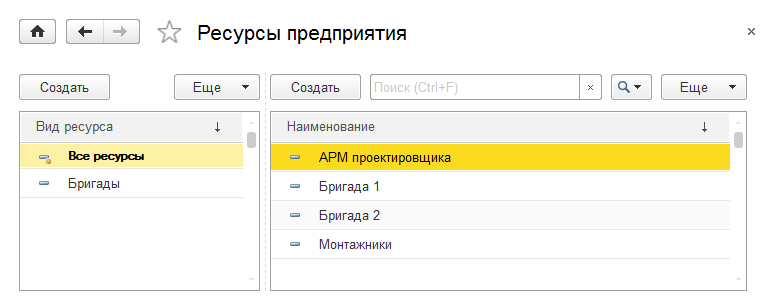 Ресурсы предприятия
Создать Еще Создать Поиск (Ctrl+F) Еще
Вид ресурса Наименование
Все ресурсы АРМ проектировщика
Бригады Бригада 1
Бригада 2
Монтажники